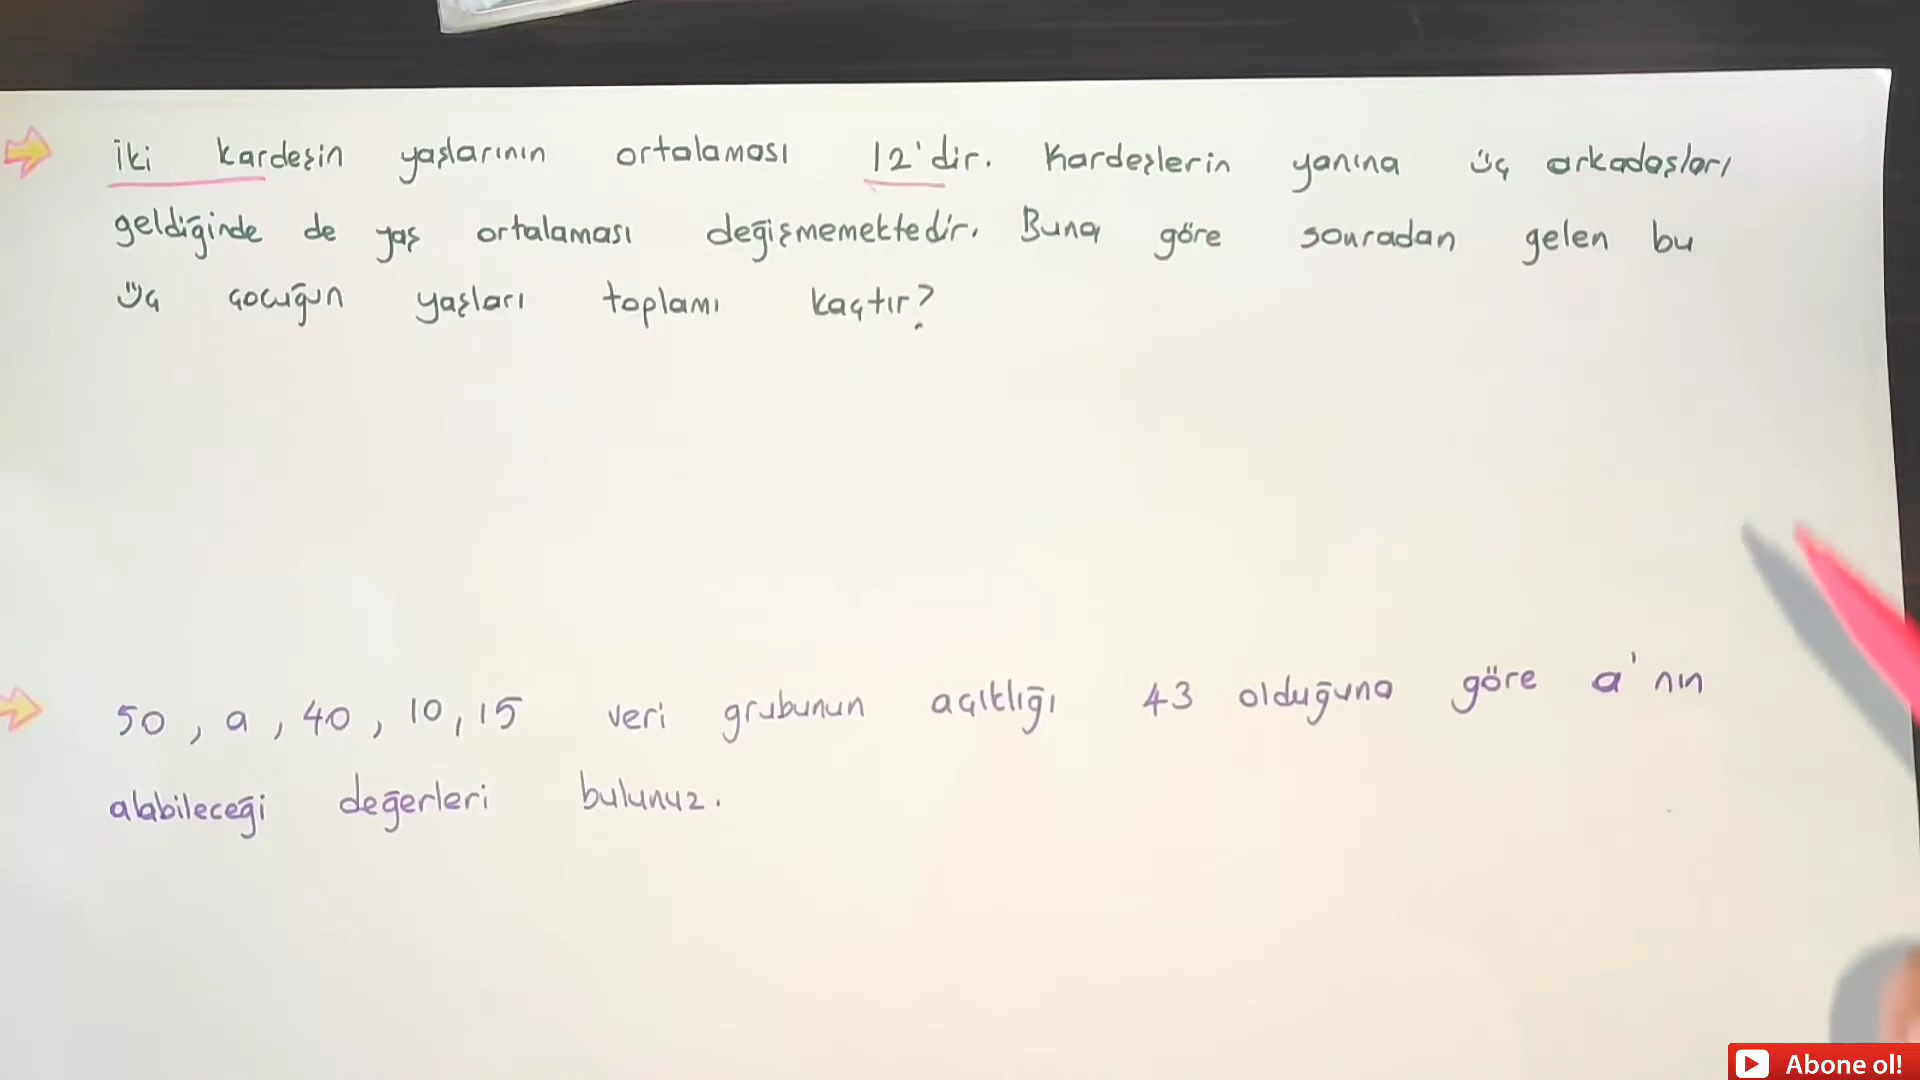 İki kardeşin yaşlarının ortalaması 12'dir. Kardeşlerin yanına üç arkadaşları
geldiğinde de yaş ortalaması değişmemektedir. Buna göre sonradan gelen bu
üç çocuğun yaşları toplamı kaçtır?
50, a, 40, 10, 15 veri grubunun açıklığı 43 olduğuna göre a'nın
alabileceği değerleri bulunuz.
Abone ol!